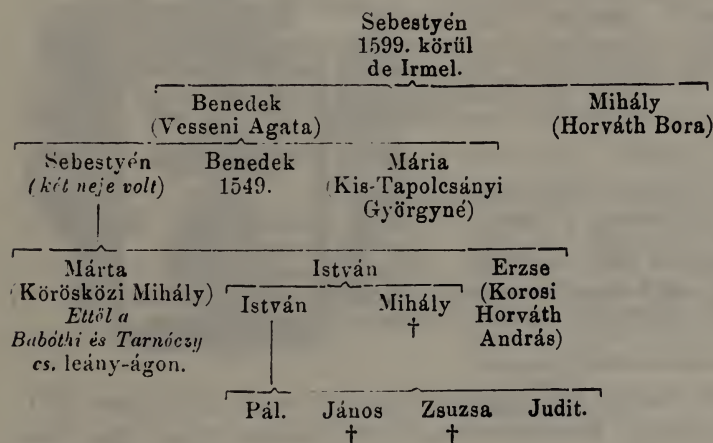 Sebestyén
1599. körül
de Irmel.
Benedek Mihály
(Vesseni Agata) (Horváth Bora)
Sebestyén Benedek Mária
(két neje volt) 1549. (Kis-Tapolcsányi
Györgyné)
Márta István Erzse
(Körösközi Mihály) (Korosi
István Mihály Horváth
Ettől a † András)
Babóthi és Tarnóczy
cs. leány-ágon.
Pál. János Zsuzsa Judit.
† †